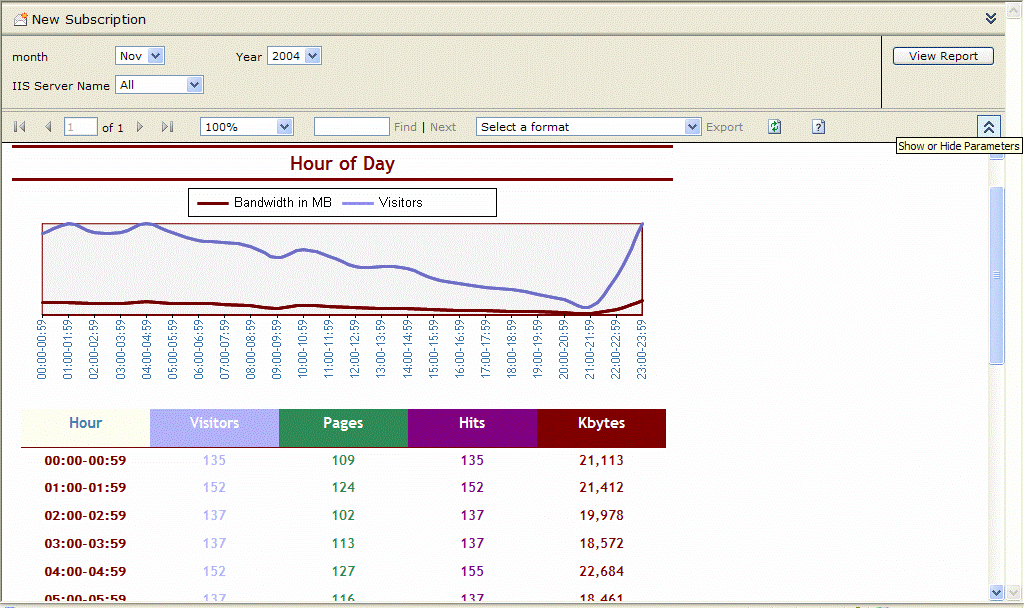 New Subscription
month Nov Year 2004 View Report
IIS Server Name All
1 of 1 100% Find | Next Select a format Export
Show or Hide Parameters
Hour of Day
Bandwidth in MB Visitors
00:00-00:59 01:00-01:59 02:00-02:59 03:00-03:59 04:00-04:59 05:00-05:59 06:00-06:59 07:00-07:59 08:00-08:59 09:00-09:59 10:00-10:59 11:00-11:59 12:00-12:59 13:00-13:59 14:00-14:59 15:00-15:59 16:00-16:59 17:00-17:59 18:00-18:59 19:00-19:59 20:00-20:59 21:00-21:59 22:00-22:59 23:00-23:59
Hour Visitors Pages Hits Kbytes
00:00-00:59 135 109 135 21,113
01:00-01:59 152 124 152 21,412
02:00-02:59 137 102 137 19,978
03:00-03:59 137 113 137 18,572
04:00-04:59 152 127 155 22,684
05:00-05:59 137 116 137 18,461